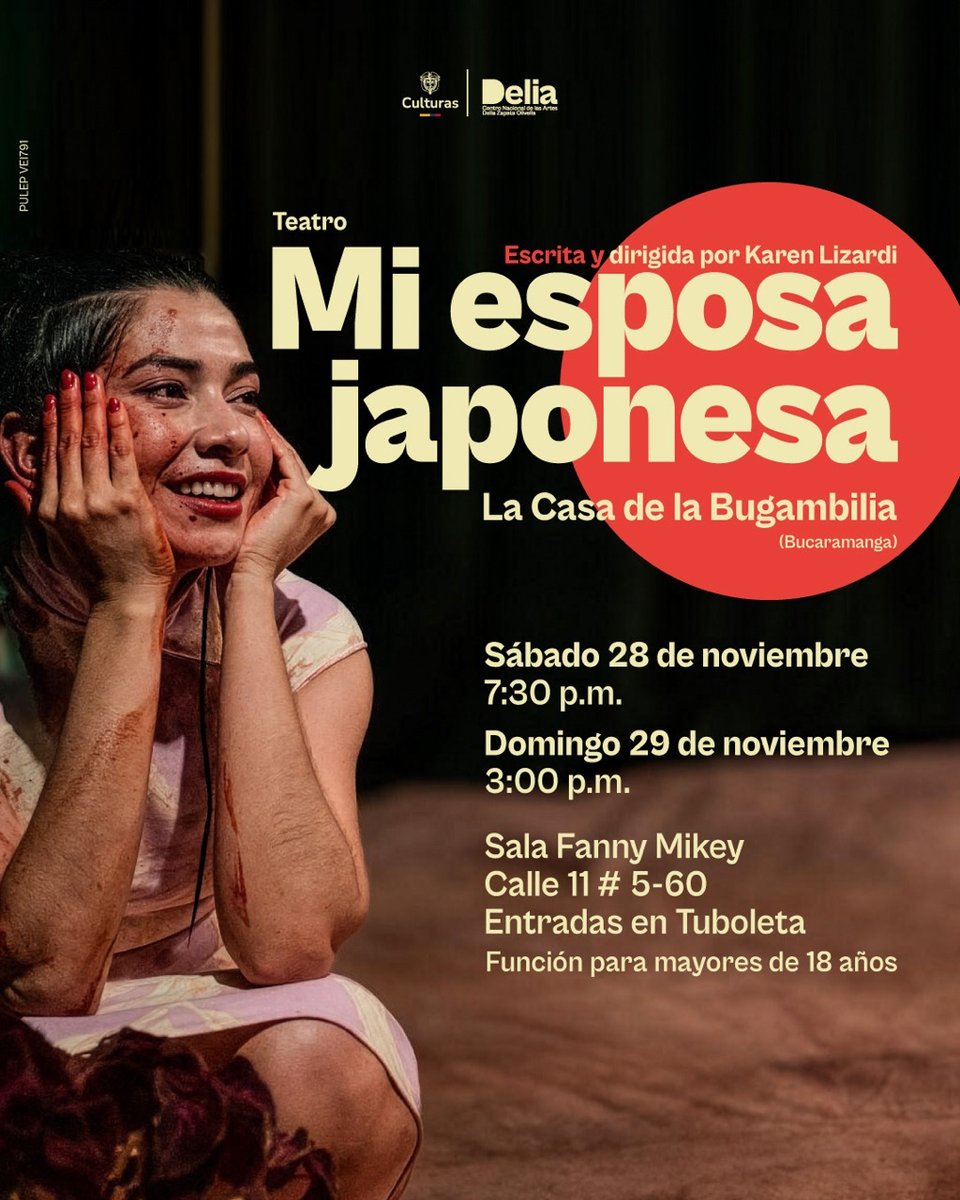 Culturas
Delia
Centro Nacional de las Artes
Delia Zapata Olivella
PULEP VEI791
Teatro
Escrita y dirigida por Karen Lizardi
Mi esposa
japonesa
La Casa de la Bugambilia
(Bucaramanga)
Sábado 28 de noviembre
7:30 p.m.
Domingo 29 de noviembre
3:00 p.m.
Sala Fanny Mikey
Calle 11 # 5-60
Entradas en Tuboleta
Función para mayores de 18 años